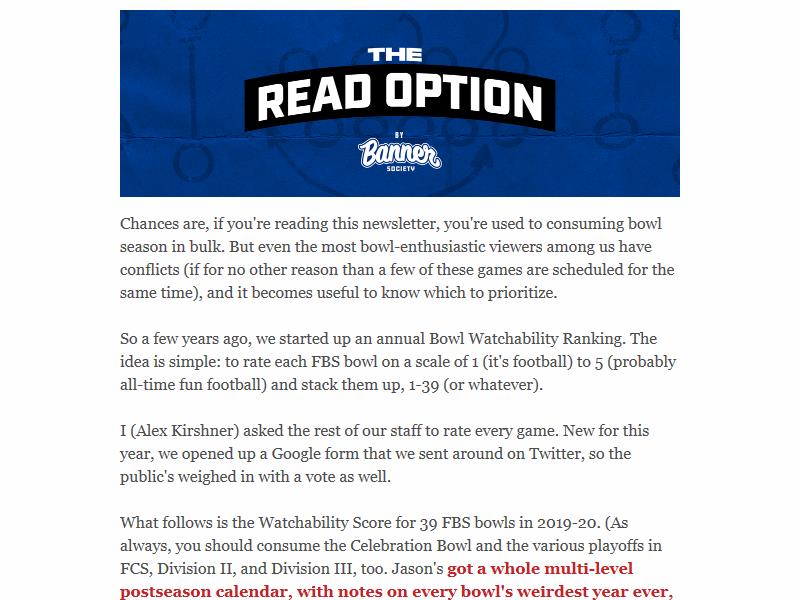 THE
READ OPTION
BY
Banner
SOCIETY
Chances are, if you're reading this newsletter, you're used to consuming bowl
season in bulk. But even the most bowl-enthusiastic viewers among us have
conflicts (if for no other reason than a few of these games are scheduled for the
same time), and it becomes useful to know which to prioritize.
So a few years ago, we started up an annual Bowl Watchability Ranking. The
idea is simple: to rate each FBS bowl on a scale of 1 (it's football) to 5 (probably
all-time fun football) and stack them up, 1-39 (or whatever).
I (Alex Kirshner) asked the rest of our staff to rate every game. New for this
year, we opened up a Google form that we sent around on Twitter, so the
public's weighed in with a vote as well.
What follows is the Watchability Score for 39 FBS bowls in 2019-20. (As
always, you should consume the Celebration Bowl and the various playoffs in
FCS, Division II, and Division III, too. Jason's got a whole multi-level
postseason calendar, with notes on every bowl's weirdest year ever,